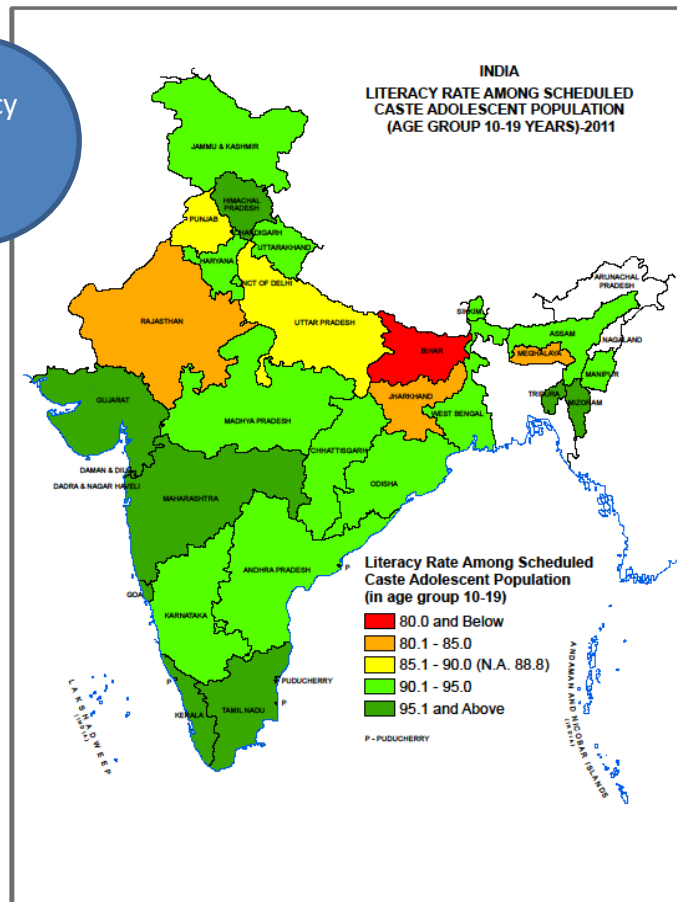 cy
INDIA
LITERACY RATE AMONG SCHEDULED
CASTE ADOLESCENT POPULATION
(AGE GROUP 10-19 YEARS)-2011
JAMMU & KASHMIR
HIMACHAL
PRADESH
PUNJAB
CHANDIGARH
UTTARAKHAND
HARYANA
NCT OF DELHI
ARUNACHAL
PRADESH
RAJASTHAN
UTTAR PRADESH
SIKKIM
ASSAM
NAGALAND
BIHAR
MEGHALAYA
MANIPUR
JHARKHAND
TRIPURA
MIZORAM
GUJARAT
WEST BENGAL
MADHYA PRADESH
CHHATTISGARH
DAMAN & DIU
ODISHA
DADRA & NAGAR HAVELI
MAHARASHTRA
ANDHRA PRADESH
P
GOA
KARNATAKA
Literacy Rate Among Scheduled
Caste Adolescent Population
(in age group 10-19)
80.0 and Below
80.1 - 85.0
85.1 - 90.0 (N.A. 88.8)
90.1 - 95.0
95.1 and Above
P - PUDUCHERRY
P
PUDUCHERRY
P
KERALA
TAMIL NADU
LAKSHADWEEP
(INDIA)
ANDAMAN AND NICOBAR ISLANDS
(INDIA)